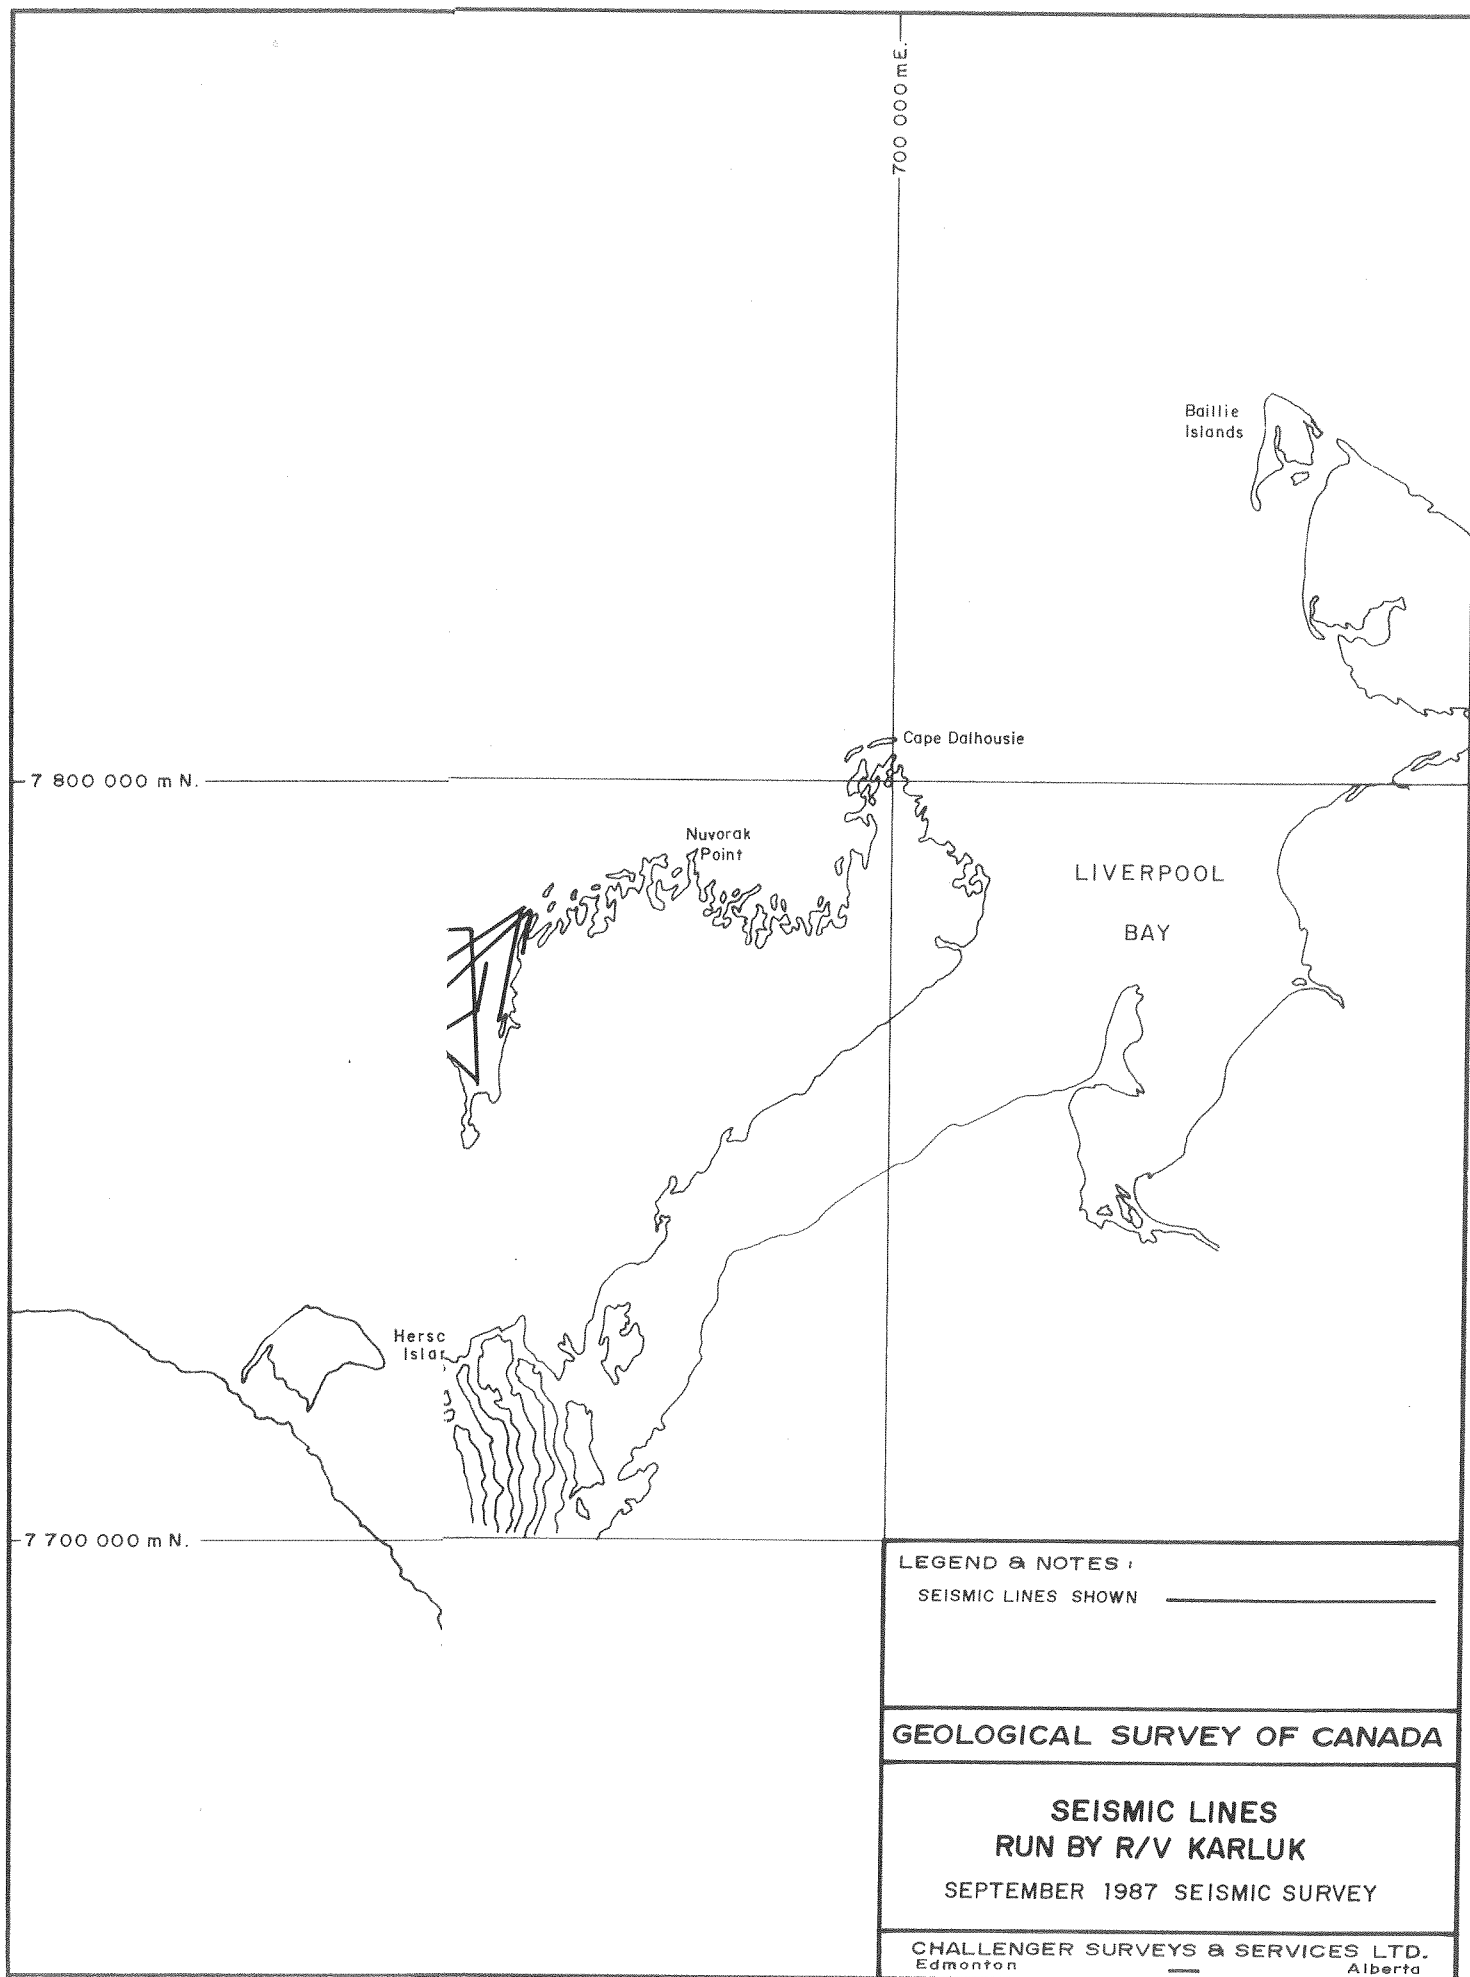 700 000 m E.
Baillie
Islands
Cape Dalhousie
7 800 000 m N.
Nuvorak
Point
LIVERPOOL
BAY
Hersc
Islar
7 700 000 m N.
LEGEND & NOTES :
SEISMIC LINES SHOWN
GEOLOGICAL SURVEY OF CANADA
SEISMIC LINES
RUN BY R/V KARLUK
SEPTEMBER 1987 SEISMIC SURVEY
CHALLENGER SURVEYS & SERVICES LTD.
Edmonton Alberta